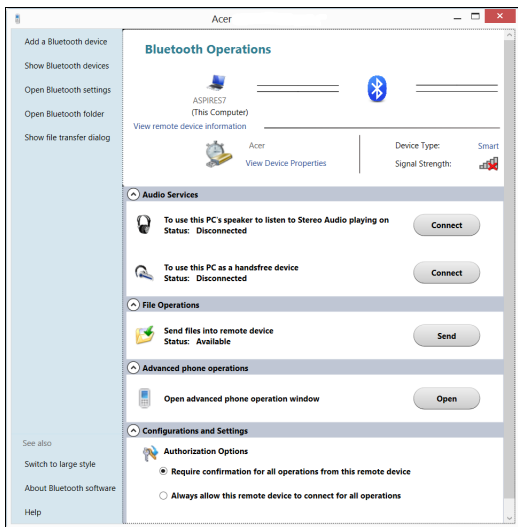 Acer
Add a Bluetooth device
Show Bluetooth devices
Open Bluetooth settings
Open Bluetooth folder
Show file transfer dialog
Bluetooth Operations
ASPIRES7
(This Computer)
View remote device information
Acer
View Device Properties
Device Type: Smart
Signal Strength:
Audio Services
To use this PC's speaker to listen to Stereo Audio playing on
Status: Disconnected
Connect
To use this PC as a handsfree device
Status: Disconnected
Connect
File Operations
Send files into remote device
Status: Available
Send
Advanced phone operations
Open advanced phone operation window
Open
Configurations and Settings
Authorization Options
Require confirmation for all operations from this remote device
Always allow this remote device to connect for all operations
See also
Switch to large style
About Bluetooth software
Help